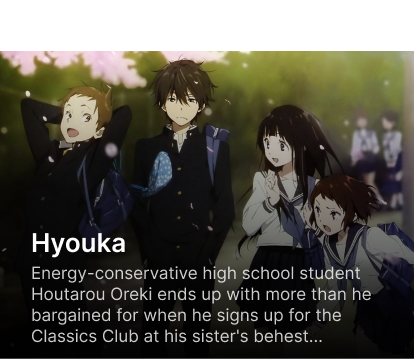 Hyouka
Energy-conservative high school student
Houtarou Oreki ends up with more than he
bargained for when he signs up for the
Classics Club at his sister's behest...